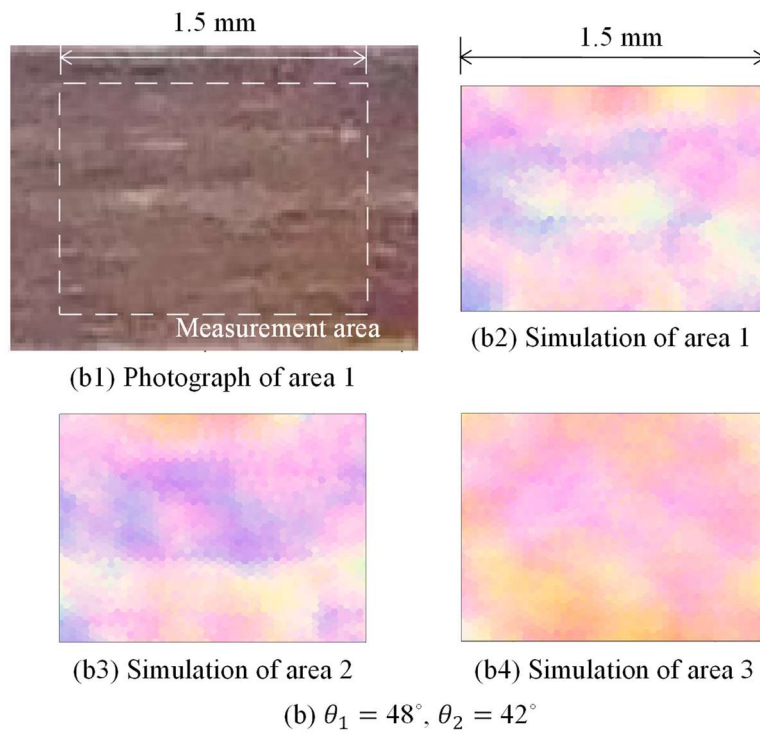 1.5 mm
1.5 mm
Measurement area
(b1) Photograph of area 1
(b2) Simulation of area 1
(b3) Simulation of area 2
(b4) Simulation of area 3
(b) θ₁ = 48°, θ₂ = 42°